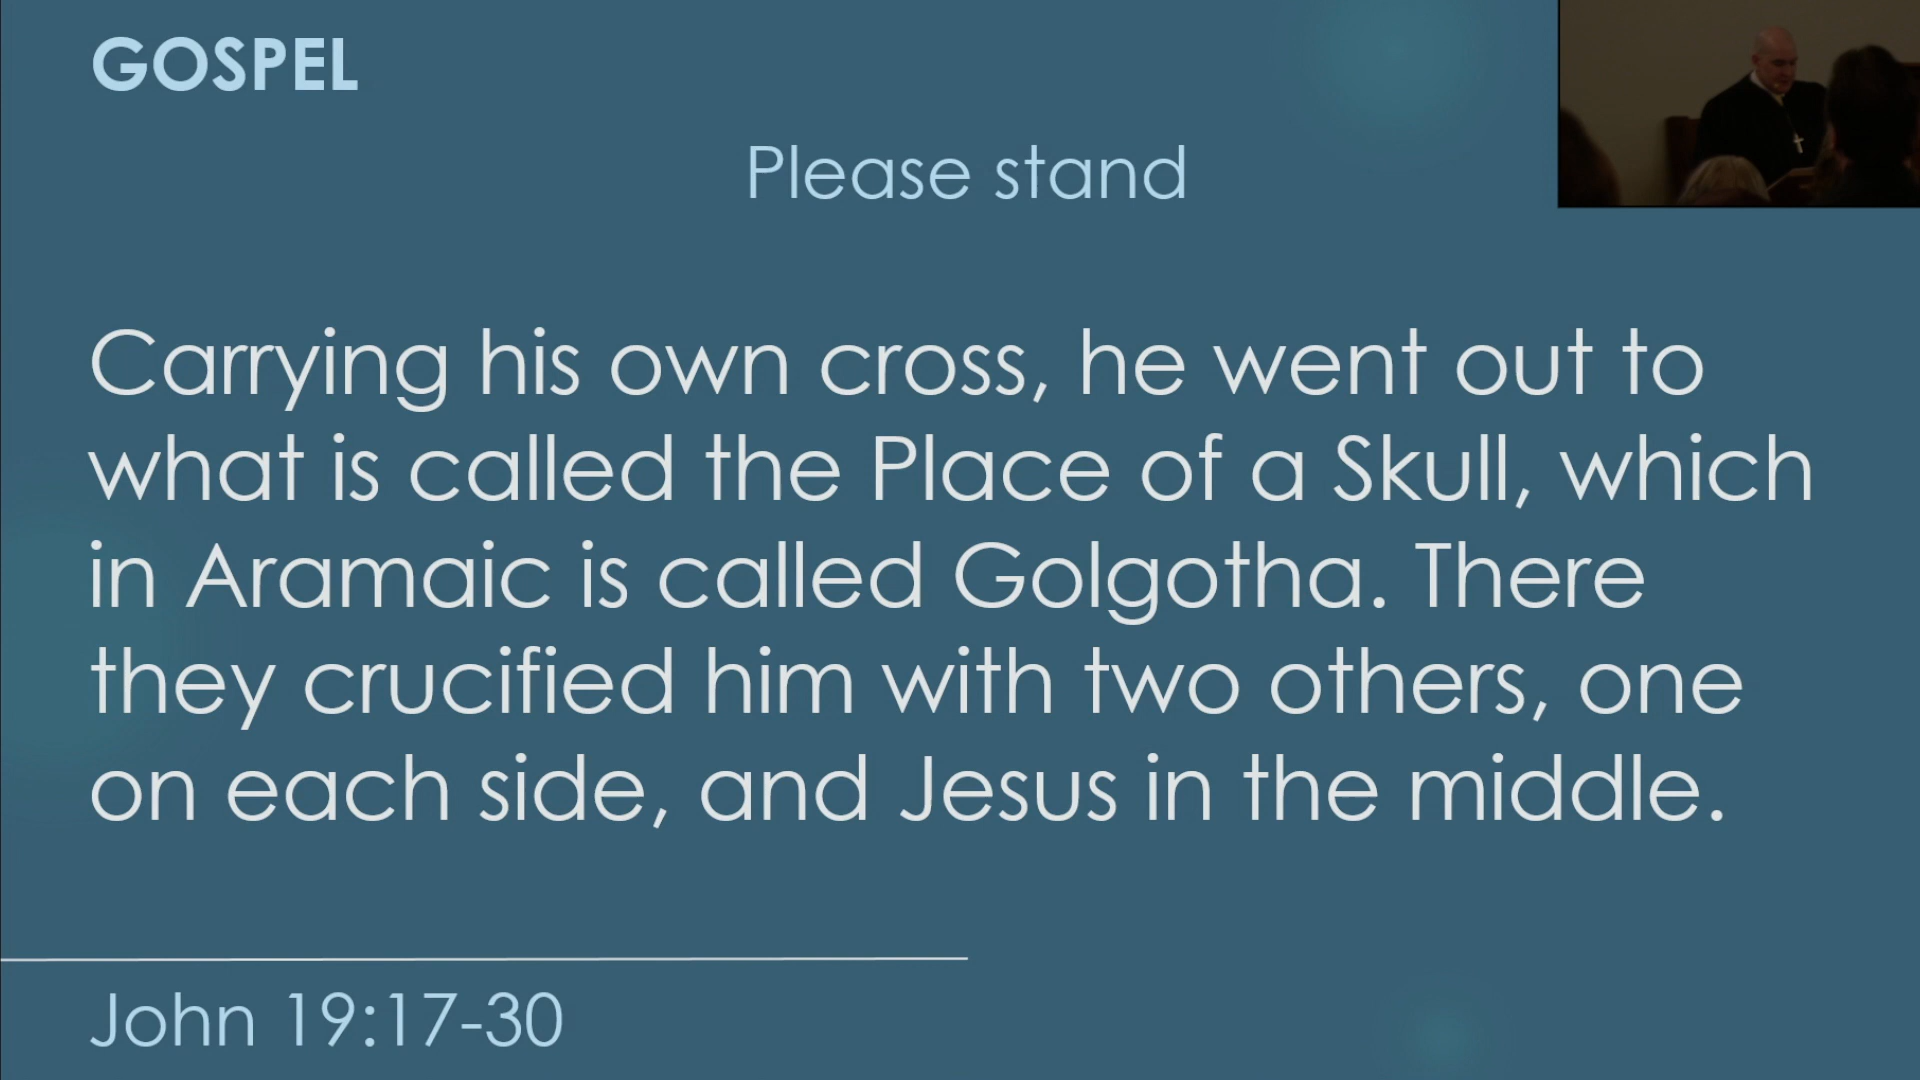 GOSPEL
Please stand
Carrying his own cross, he went out to
what is called the Place of a Skull, which
in Aramaic is called Golgotha. There
they crucified him with two others, one
on each side, and Jesus in the middle.
John 19:17-30